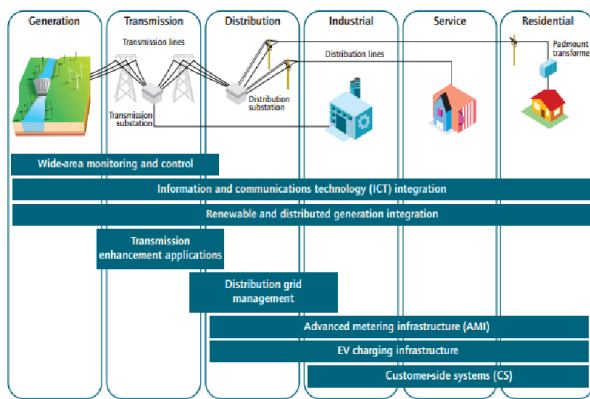 Generation
Transmission
Distribution
Industrial
Service
Residential
Transmission lines
Distribution lines
Padmount
transforme
Transmission
substation
Distribution
substation
Wide-area monitoring and control
Information and communications technology (ICT) integration
Renewable and distributed generation integration
Transmission
enhancement applications
Distribution grid
management
Advanced metering infrastructure (AMI)
EV charging infrastructure
Customer-side systems (CS)